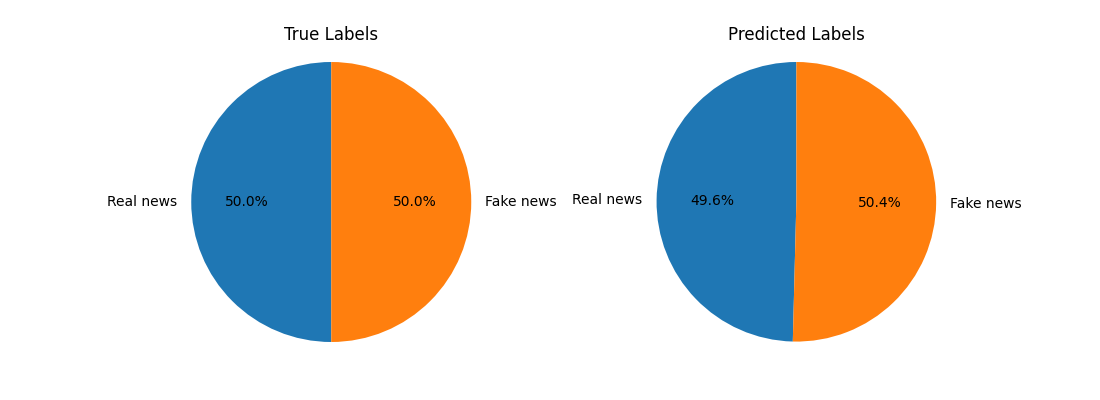 True Labels
Real news
50.0%
50.0%
Fake news
Predicted Labels
Real news
49.6%
50.4%
Fake news